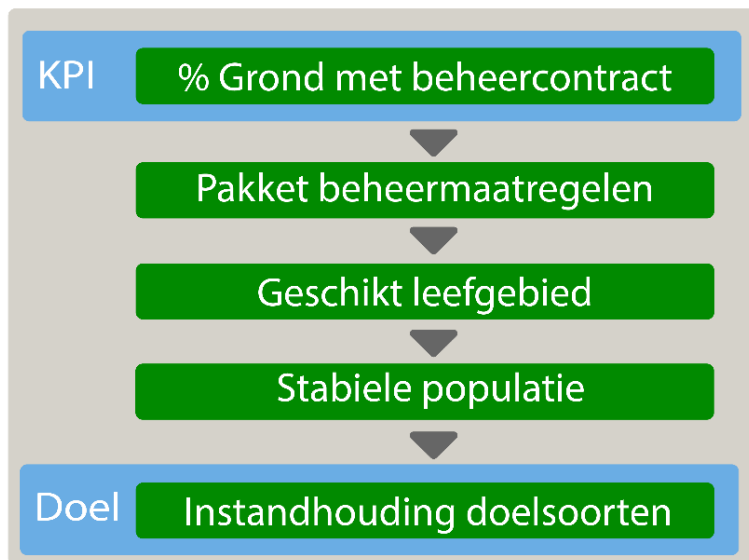 KPI % Grond met beheercontract
Pakket beheermaatregelen
Geschikt leefgebied
Stabiele populatie
Doel Instandhouding doelsoorten